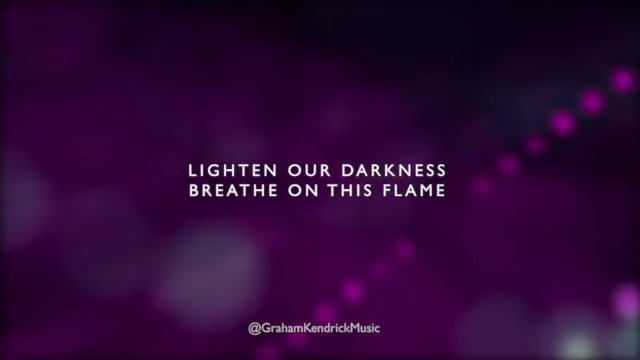 LIGHTEN OUR DARKNESS
BREATHE ON THIS FLAME
@GrahamKendrickMusic